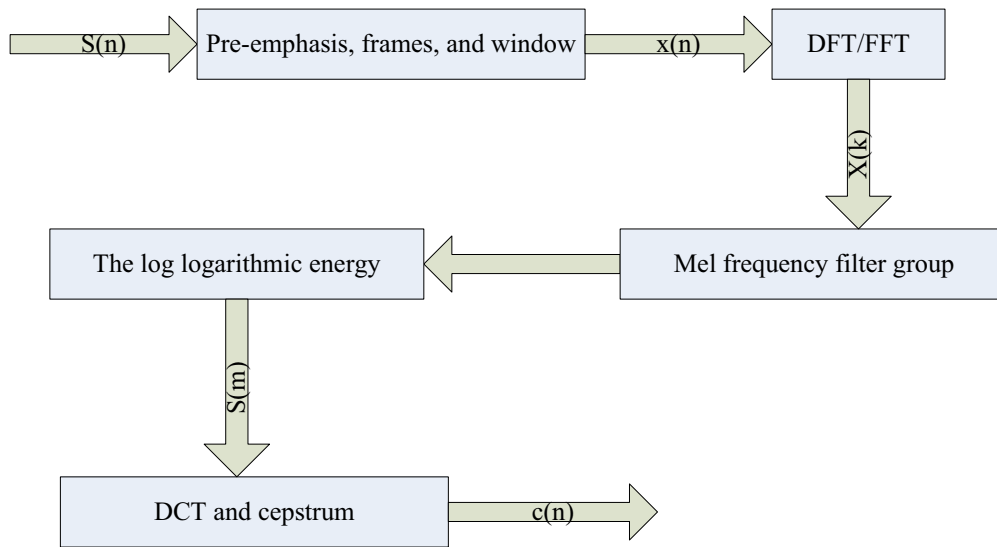 S(n)
Pre-emphasis, frames, and window
x(n)
DFT/FFT
X(k)
Mel frequency filter group
The log logarithmic energy
S(m)
DCT and cepstrum
c(n)